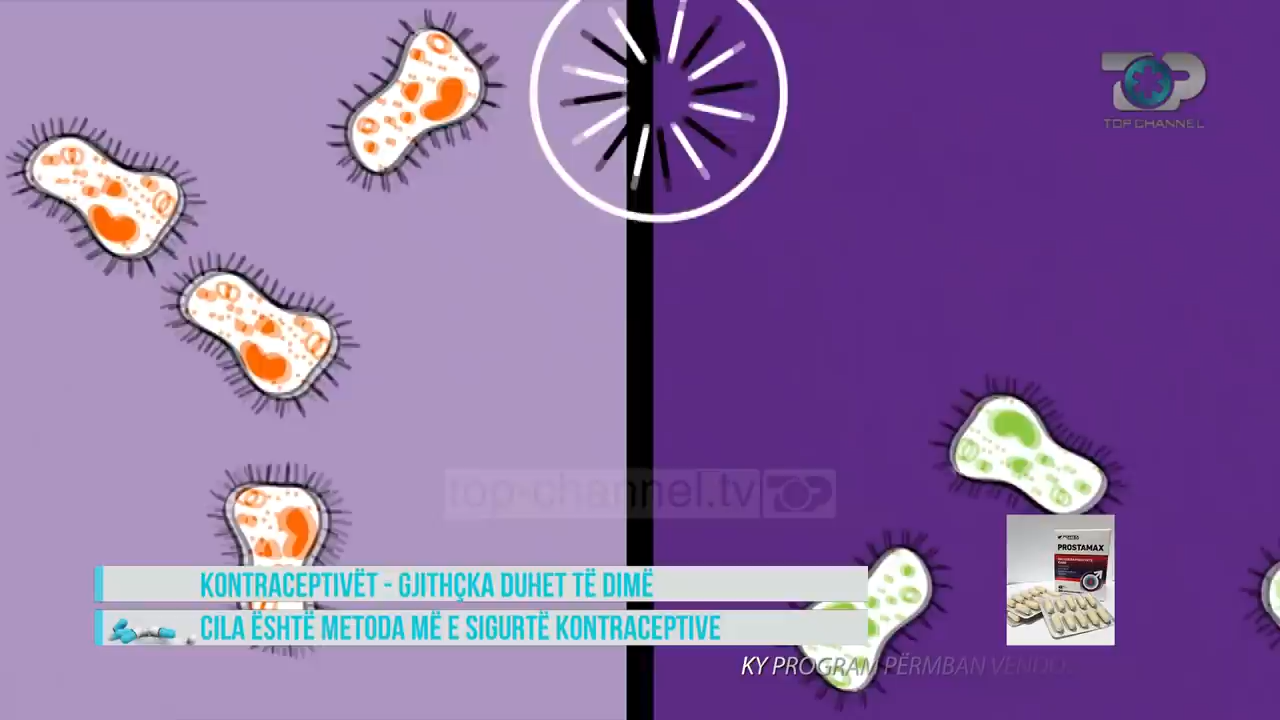 TOP CHANNEL
top-channel.tv
PROSTAMAX
KONTRACEPTIVËT - GJITHÇKA DUHET TË DIMË
CILA ËSHTË METODA MË E SIGURTË KONTRACEPTIVE
KY PROGRAM PËRMBAN